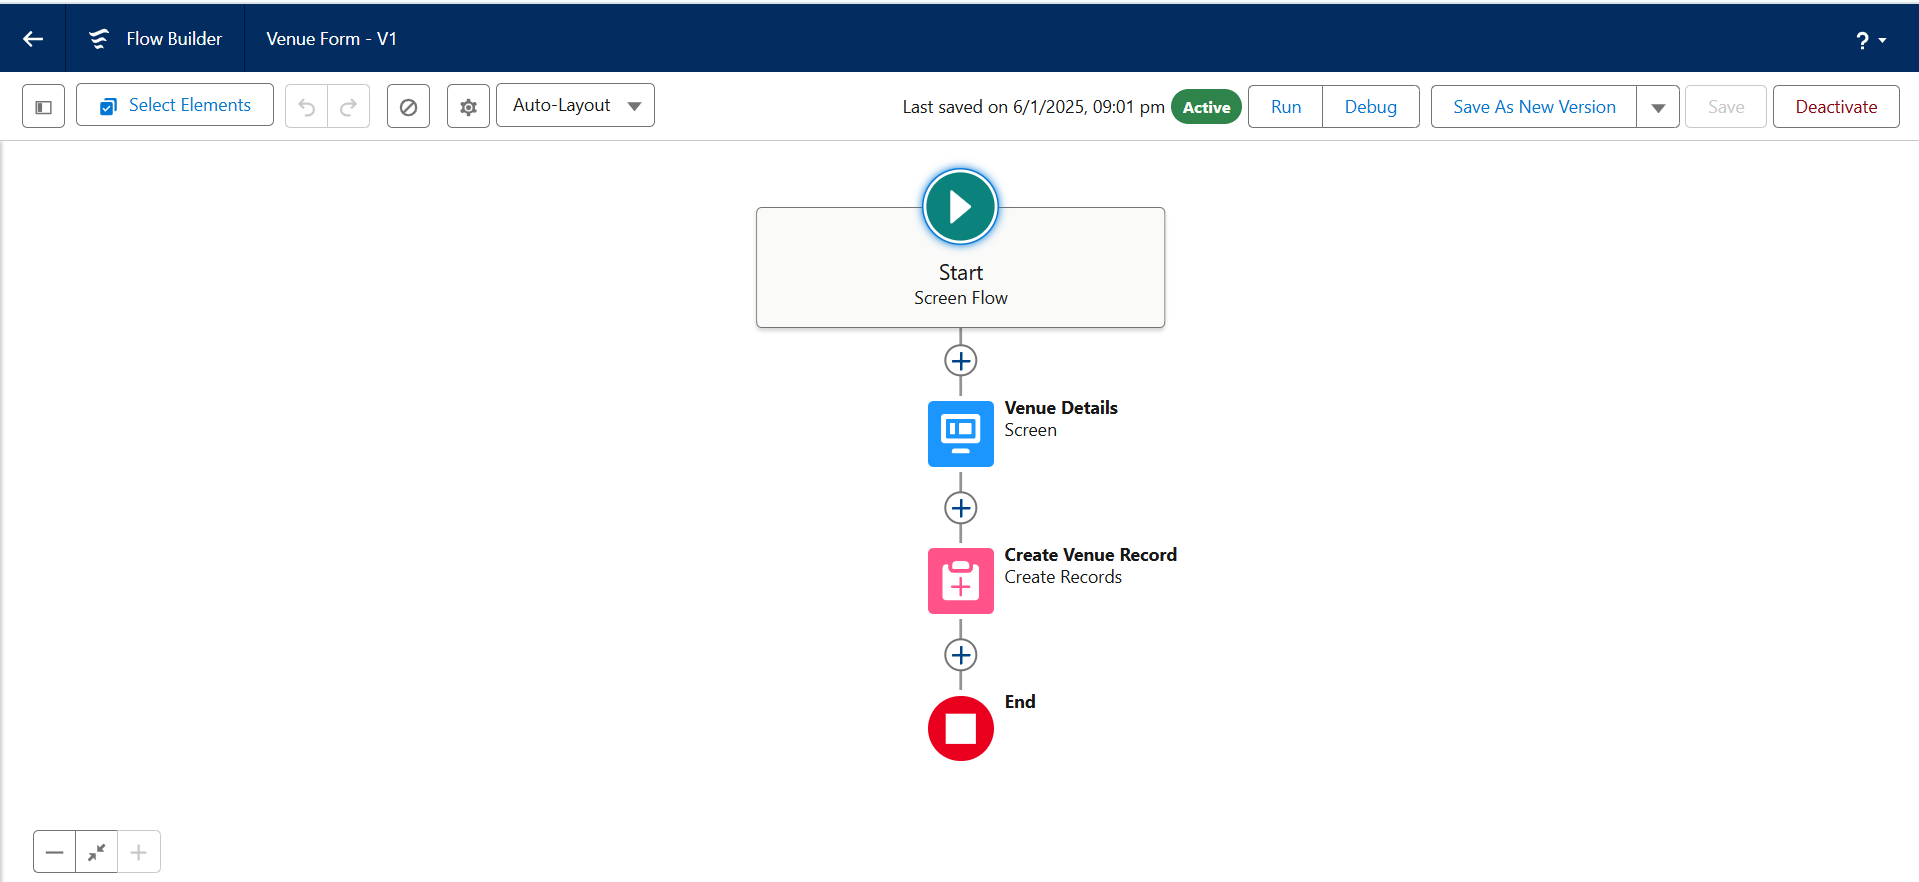 Flow Builder
Venue Form - V1
?
Select Elements
Auto-Layout
Last saved on 6/1/2025, 09:01 pm
Active
Run
Debug
Save As New Version
Save
Deactivate
Start
Screen Flow
Venue Details
Screen
Create Venue Record
Create Records
End